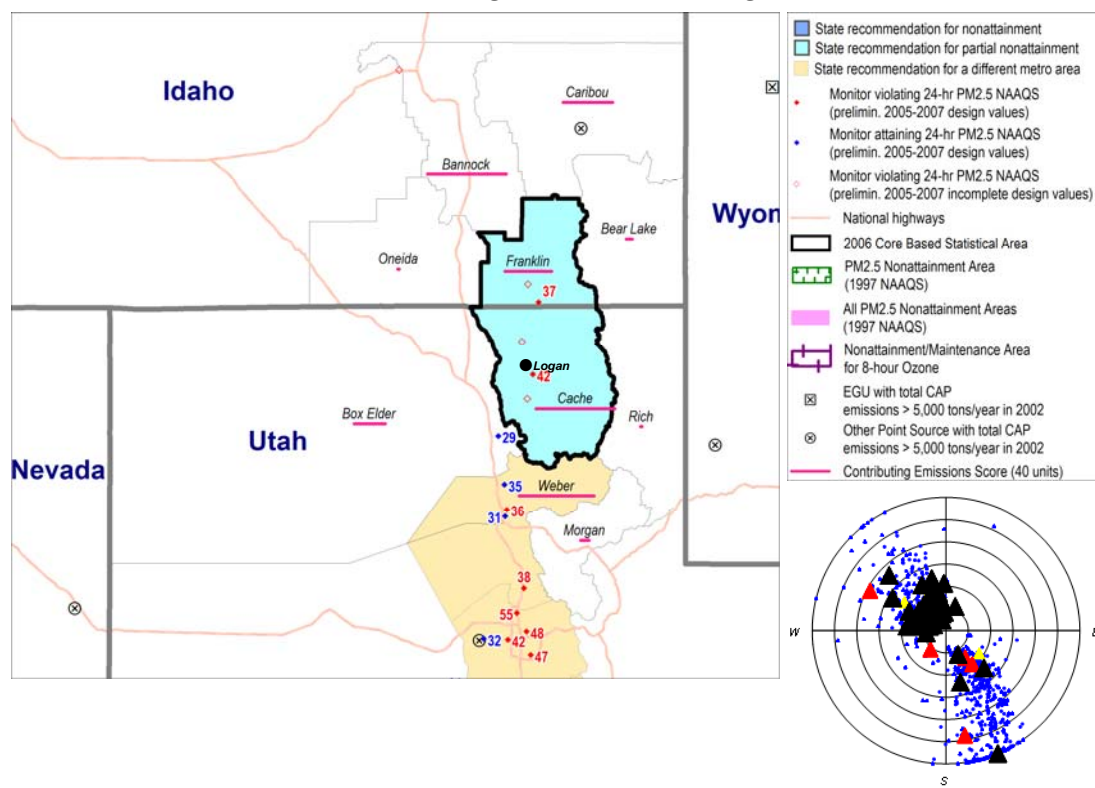 Idaho
Caribou
Bannock
Wyon
Bear Lake
Oneida
Franklin
37
Logan
42
Cache
Box Elder
Rich
Utah
29
Nevada
Weber
35
36
31
Morgan
38
55
48
32
42
47
State recommendation for nonattainment
State recommendation for partial nonattainment
State recommendation for a different metro area
Monitor violating 24-hr PM2.5 NAAQS
(prelimin. 2005-2007 design values)
Monitor attaining 24-hr PM2.5 NAAQS
(prelimin. 2005-2007 design values)
Monitor violating 24-hr PM2.5 NAAQS
(prelimin. 2005-2007 incomplete design values)
National highways
2006 Core Based Statistical Area
PM2.5 Nonattainment Area
(1997 NAAQS)
All PM2.5 Nonattainment Areas
(1997 NAAQS)
Nonattainment/Maintenance Area
for 8-hour Ozone
EGU with total CAP
emissions > 5,000 tons/year in 2002
Other Point Source with total CAP
emissions > 5,000 tons/year in 2002
Contributing Emissions Score (40 units)
W
S